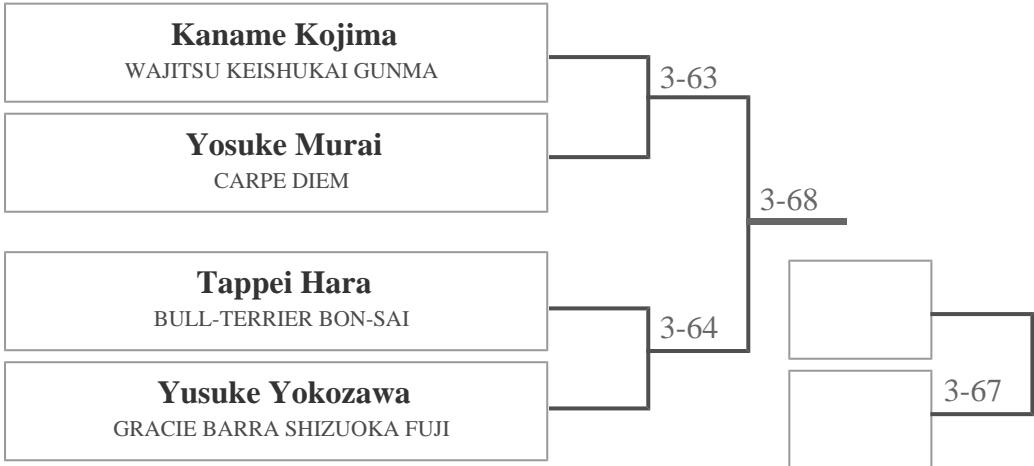 Kaname Kojima
WAJITSU KEISHUKAI GUNMA
3-63
Yosuke Murai
CARPE DIEM
3-68
Tappei Hara
BULL-TERRIER BON-SAI
3-64
Yusuke Yokozawa
GRACIE BARRA SHIZUOKA FUJI
3-67